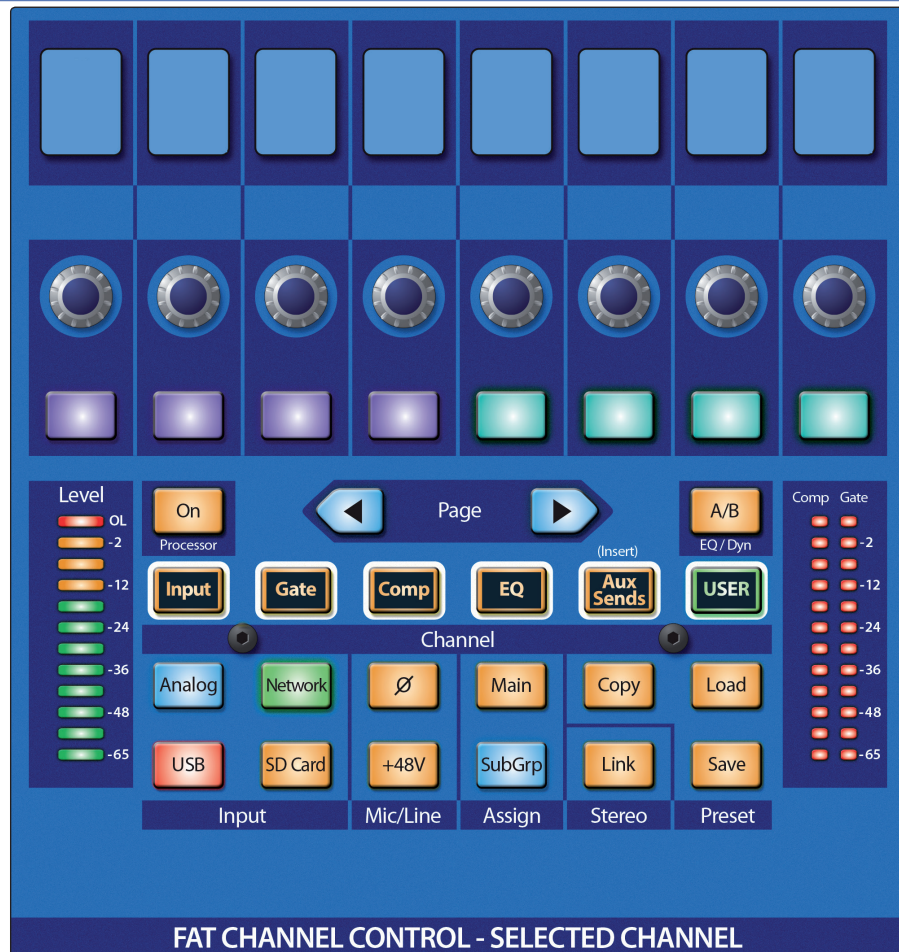 Level
OL
-2
-12
-24
-36
-48
-65
On
Processor
Page
A/B
EQ / Dyn
Comp Gate
-2
-12
-24
-36
-48
-65
(Insert)
Input
Gate
Comp
EQ
Aux
Sends
USER
Channel
Analog
Network
Ø
Main
Copy
Load
USB
SD Card
+48V
SubGrp
Link
Save
Input
Mic/Line
Assign
Stereo
Preset
FAT CHANNEL CONTROL - SELECTED CHANNEL